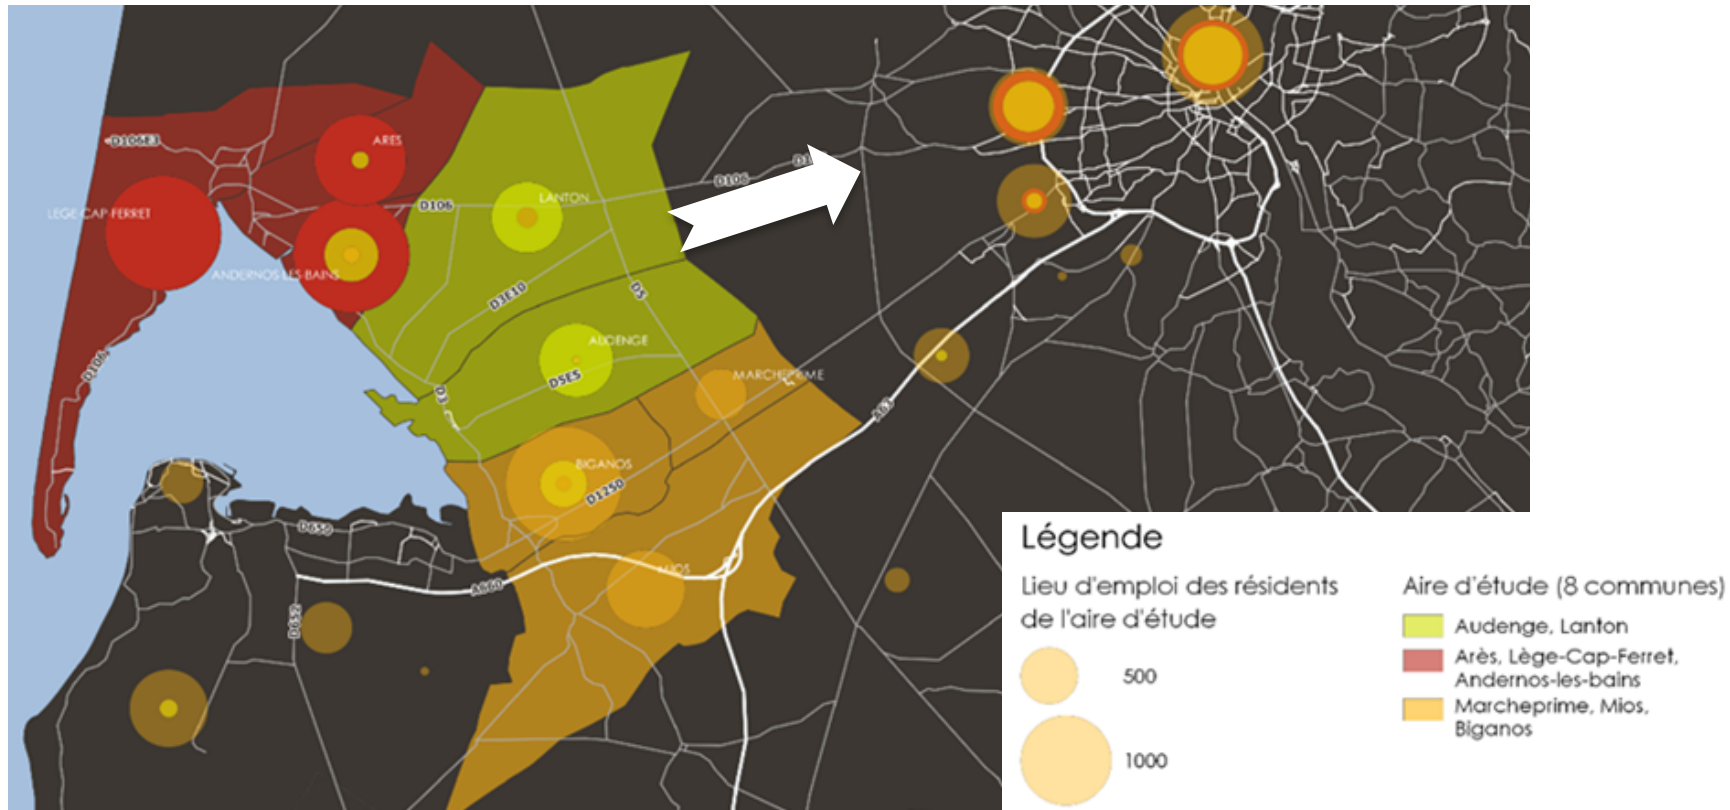 D106E3
ARES
LEGE-CAP-FERRET
D106
LANTON
D106
ANDERNOS-LES-BAINS
D3E10
D5
D106
AUDENGE
D5E5
D3
MARCHEPRIME
A63
BIGANOS
D1250
D650
MIOS
A660
D652
Légende
Lieu d'emploi des résidents
de l'aire d'étude
500
1000
Aire d'étude (8 communes)
Audenge, Lanton
Arès, Lège-Cap-Ferret,
Andernos-les-bains
Marcheprime, Mios,
Biganos